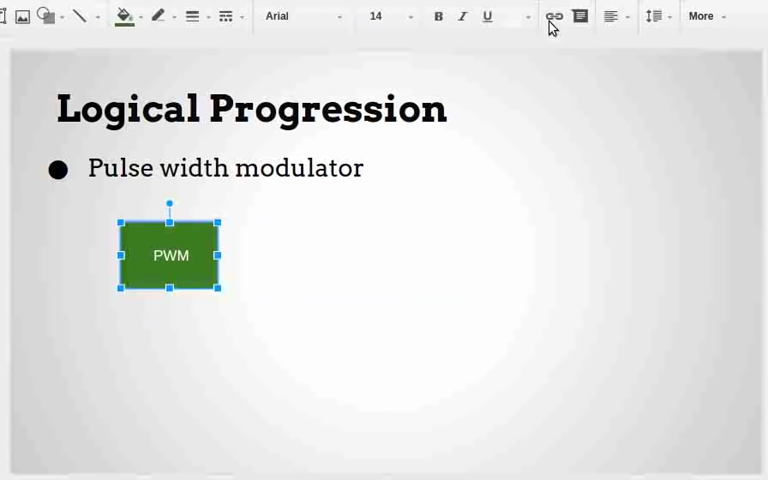 Arial 14 B I U More
Logical Progression
Pulse width modulator
PWM